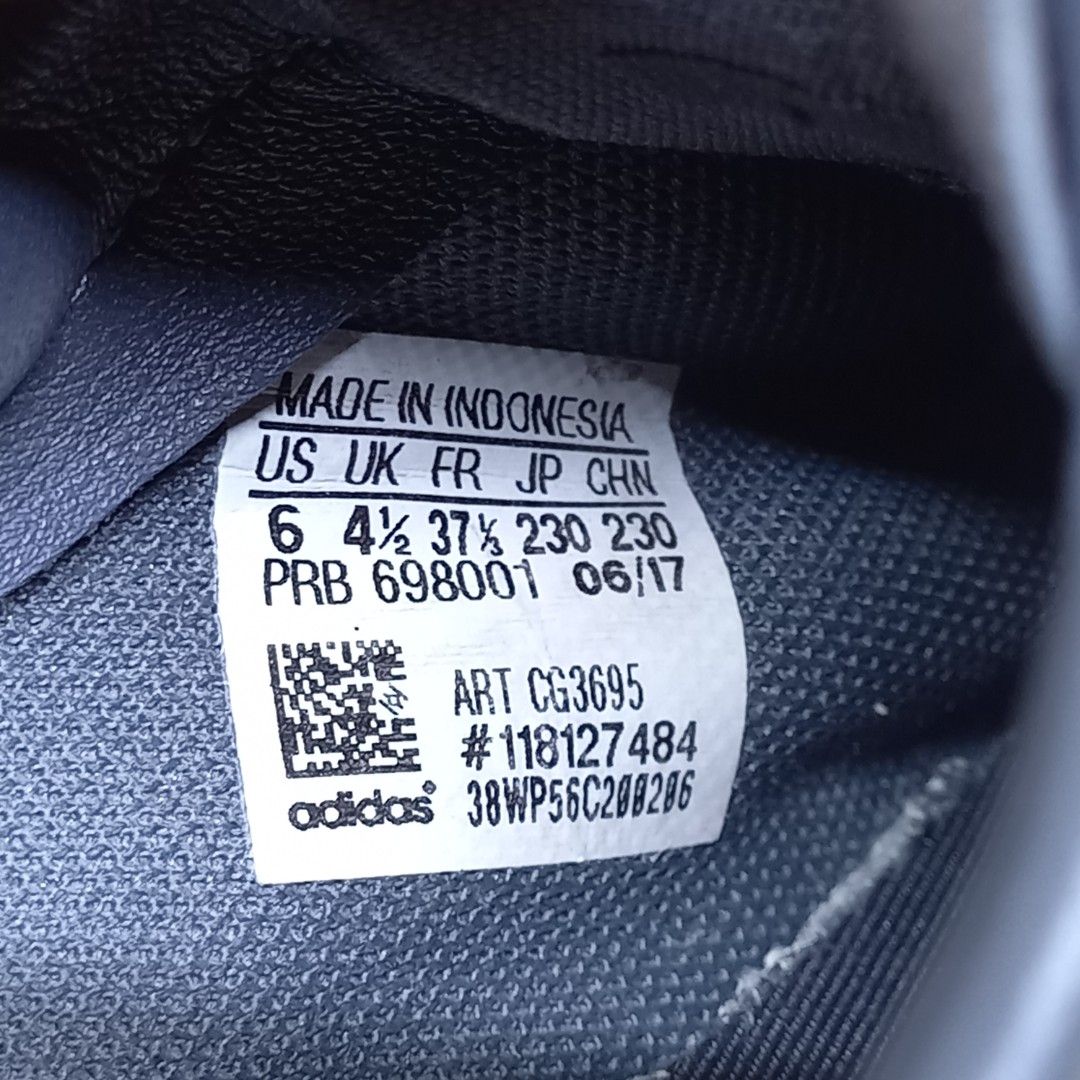 MADE IN INDONESIA
US UK FR JP CHN
6 4½ 37⅓ 230 230
PRB 698001 06/17
ART CG3695
#118127484
adidas 38WP56C200206